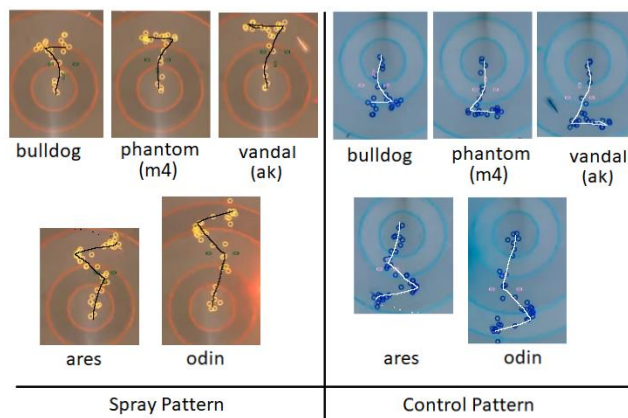 bulldog
phantom
(m4)
vandal
(ak)
bulldog
phantom
(m4)
vandal
(ak)
ares
odin
ares
odin
Spray Pattern
Control Pattern